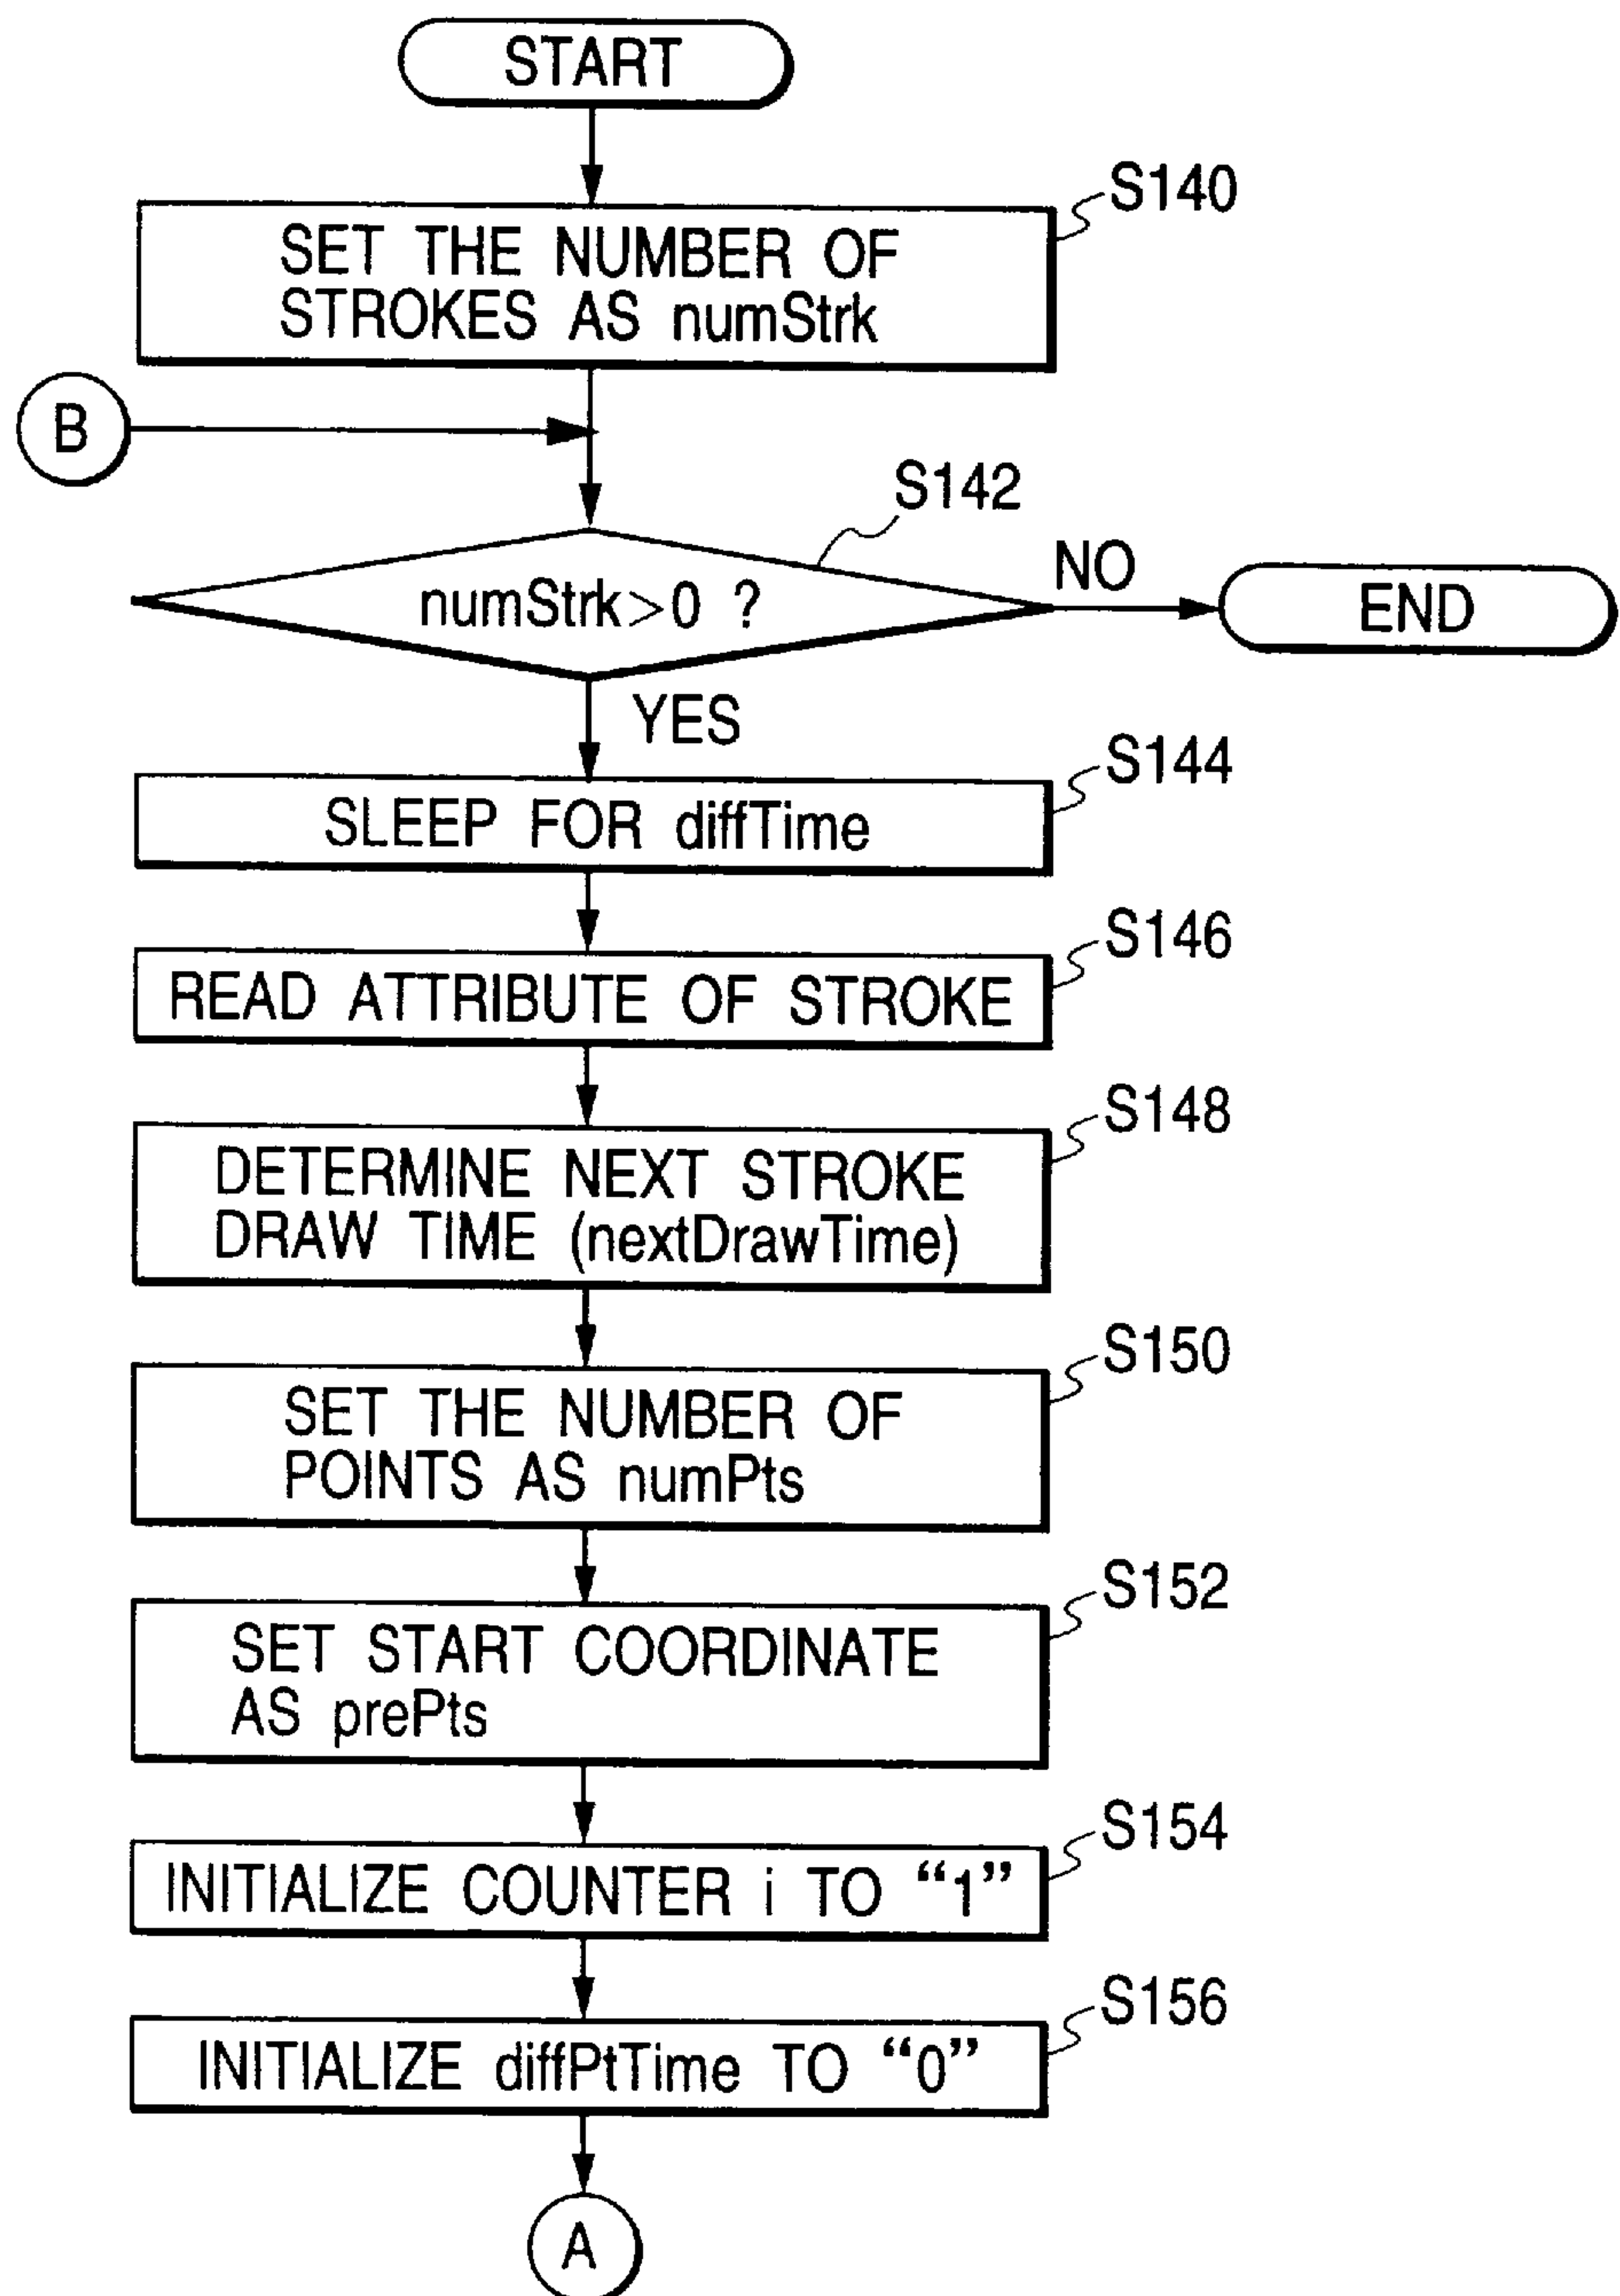 START
S140
SET THE NUMBER OF
STROKES AS numStrk
B
S142
numStrk>0 ?
NO
END
YES
S144
SLEEP FOR diffTime
S146
READ ATTRIBUTE OF STROKE
S148
DETERMINE NEXT STROKE
DRAW TIME (nextDrawTime)
S150
SET THE NUMBER OF
POINTS AS numPts
S152
SET START COORDINATE
AS prePts
S154
INITIALIZE COUNTER i TO “1”
S156
INITIALIZE diffPtTime TO “0”
A